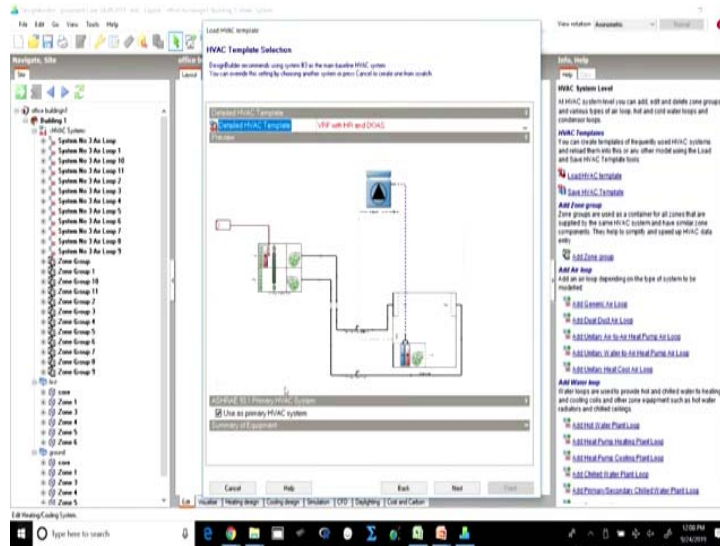 File Edit Go View Tools Help
View rotation Axonometric
Navigate, Site
Site
office building1
Building 1
<HVAC System>
System No 3 Air Loop
System No 3 Air Loop 1
System No 3 Air Loop 10
System No 3 Air Loop 11
System No 3 Air Loop 2
System No 3 Air Loop 3
System No 3 Air Loop 4
System No 3 Air Loop 5
System No 3 Air Loop 6
System No 3 Air Loop 7
System No 3 Air Loop 8
System No 3 Air Loop 9
Zone Group
Zone Group 1
Zone Group 10
Zone Group 11
Zone Group 2
Zone Group 3
Zone Group 4
Zone Group 5
Zone Group 6
Zone Group 7
Zone Group 8
Zone Group 9
core
Zone 1
Zone 3
Zone 4
Zone 5
Zone 6
ground
core
Zone 1
Zone 3
Zone 4
Zone 5
Edit Heating/Cooling System.
office b
Layout
Load HVAC template
HVAC Template Selection
DesignBuilder recommends using system #3 as the main baseline HVAC system
You can override this setting by choosing another system or press Cancel to create one from scratch.
Detailed HVAC Template
Detailed HVAC Template VRF with HR and DOAS
Preview
ASHRAE 90.1 Primary HVAC System
Use as primary HVAC system
Summary of Equipment
Cancel Help Back Next
Edit Visualise Heating design Cooling design Simulation CFD Daylighting Cost and Carbon
Info, Help
Help
HVAC System Level
At HVAC system level you can add, edit and delete zone groups
and various types of air loop, hot and cold water loops and
condenser loops.
HVAC Templates
You can create templates of frequently used HVAC systems
and reload them into this or any other model using the Load
and Save HVAC Template tools
Load HVAC template
Save HVAC Template
Add Zone group
Zone groups are used as a container for all zones that are
supplied by the same HVAC system and have similar zone
components. They help to simplify and speed up HVAC data
entry
Add Zone group
Add Air loop
Add an air loop depending on the type of system to be
modelled
Add Generic Air Loop
Add Dual Duct Air Loop
Add Unitary Air to Air Heat Pump Air Loop
Add Unitary Water to Air Heat Pump Air Loop
Add Unitary Heat Cool Air Loop
Add Water loop
Water loops are used to provide hot and chilled water to heating
and cooling coils and other zone equipment such as hot water
radiators and chilled ceilings.
Add Hot Water Plant Loop
Add Heat Pump Heating Plant Loop
Add Heat Pump Cooling Plant Loop
Add Chilled Water Plant Loop
Add Primary/Secondary Chilled Water Plant Loop
Type here to search
12:08 PM
9/24/2019